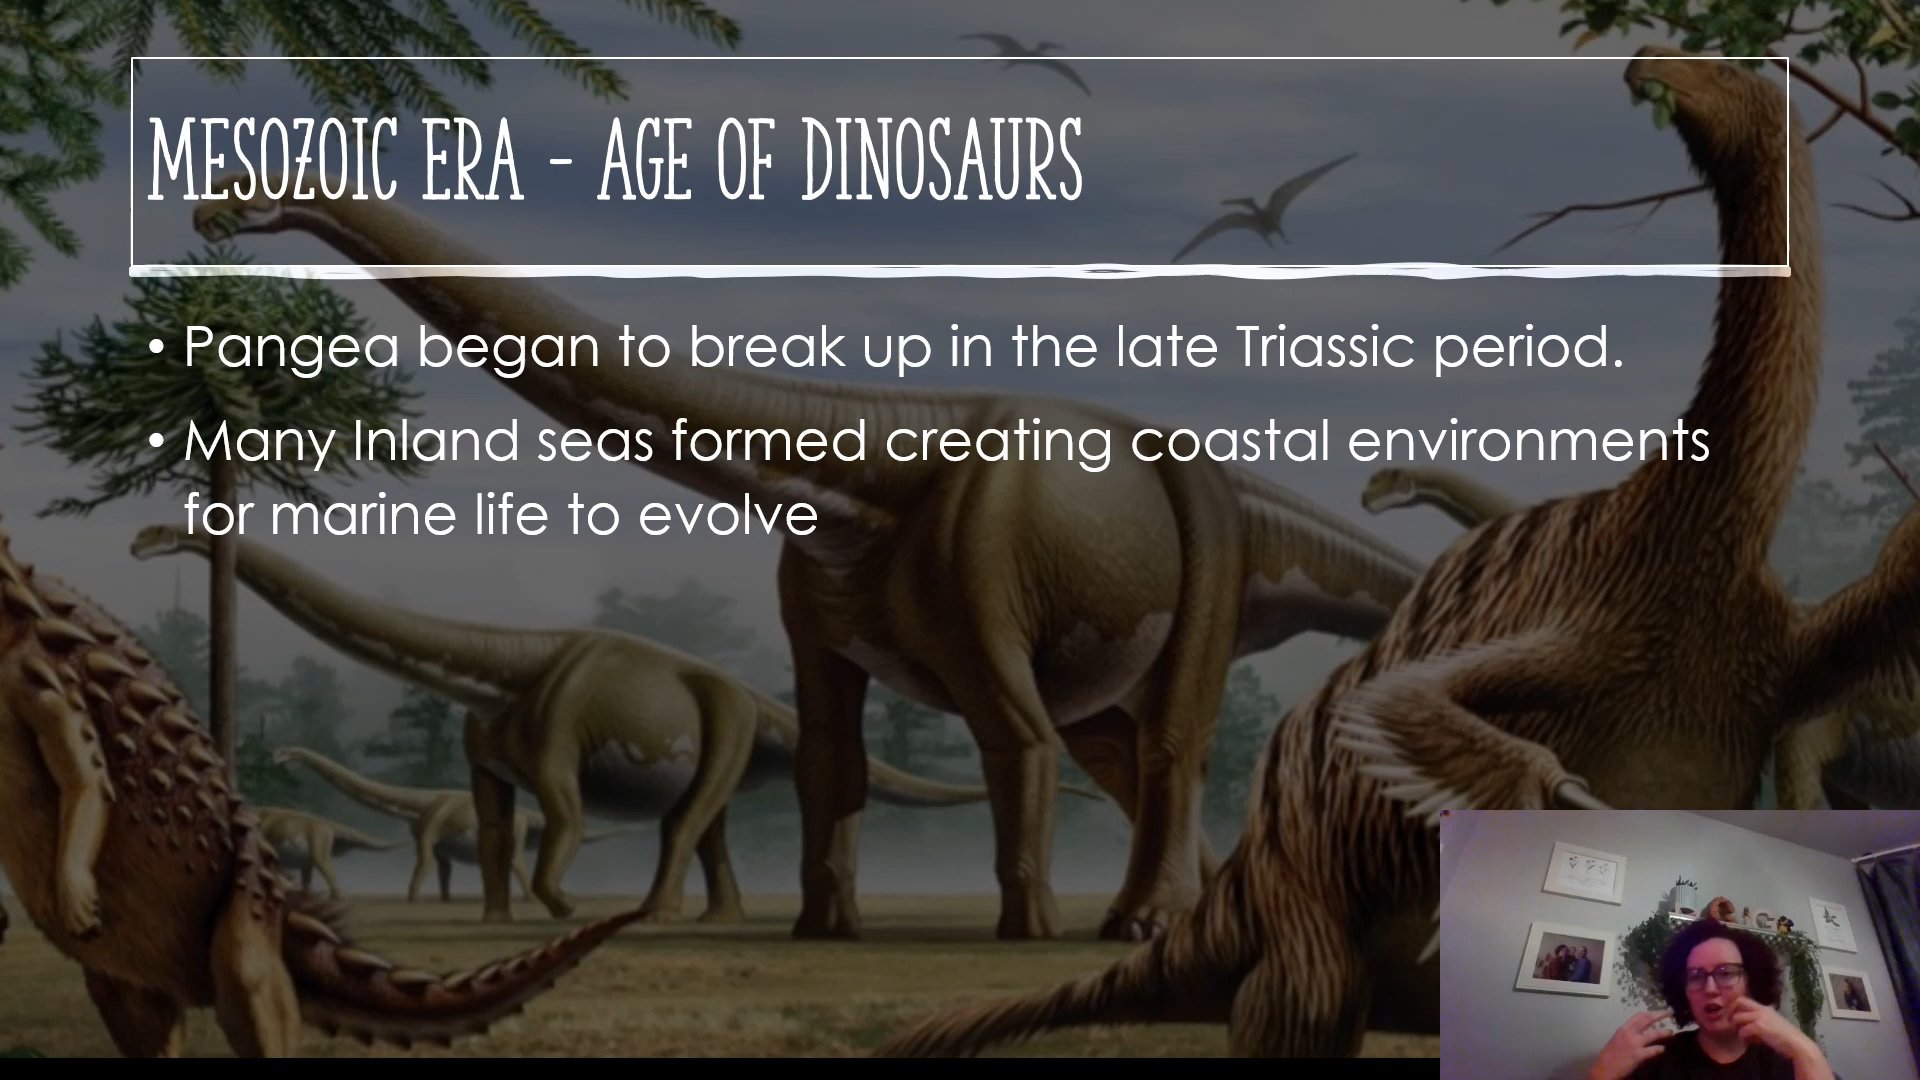 MESOZOIC ERA - AGE OF DINOSAURS
• Pangea began to break up in the late Triassic period.
• Many Inland seas formed creating coastal environments
for marine life to evolve